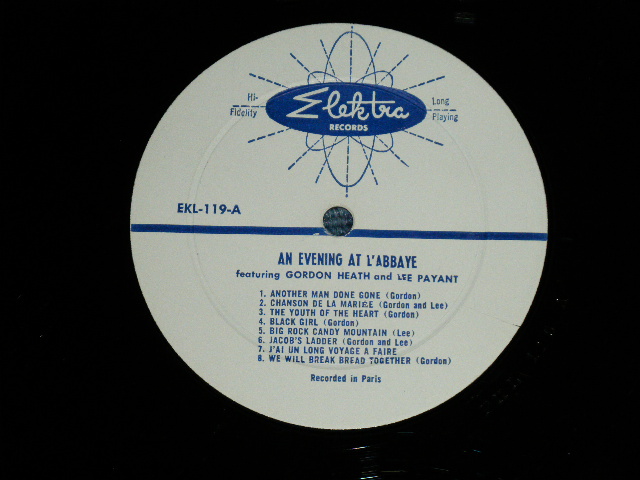 Elektra
RECORDS
Hi-
Fidelity
Long
Playing
EKL-119-A
AN EVENING AT L'ABBAYE
featuring GORDON HEATH and LEE PAYANT
1. ANOTHER MAN DONE GONE (Gordon)
2. CHANSON DE LA MARIEE (Gordon and Lee)
3. THE YOUTH OF THE HEART (Gordon)
4. BLACK GIRL (Gordon)
5. BIG ROCK CANDY MOUNTAIN (Lee)
6. JACOB'S LADDER (Gordon and Lee)
7. J'AI UN LONG VOYAGE A FAIRE
8. WE WILL BREAK BREAD TOGETHER (Gordon)
Recorded in Paris